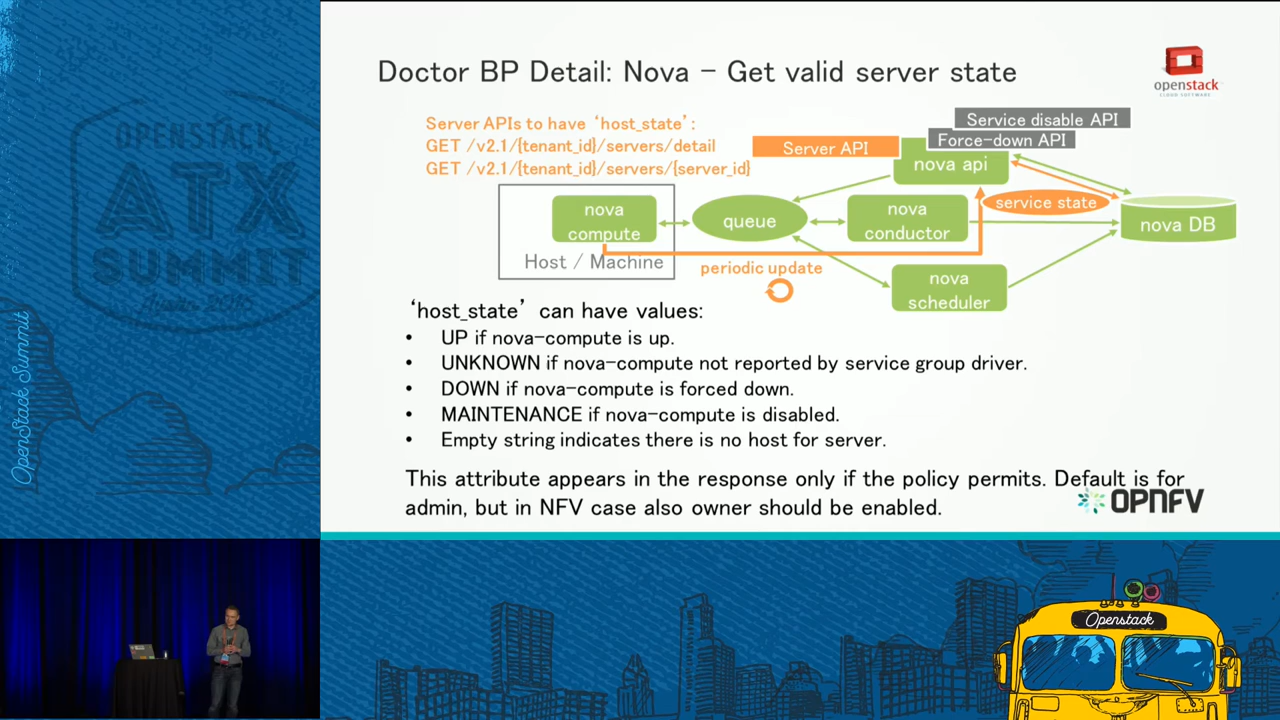 Doctor BP Detail: Nova – Get valid server state
openstack
CLOUD SOFTWARE
Server APIs to have ‘host_state’:
GET /v2.1/{tenant_id}/servers/detail
GET /v2.1/{tenant_id}/servers/{server_id}
Service disable API
Force-down API
Server API
nova api
service state
nova
compute
queue
nova
conductor
nova DB
Host / Machine
periodic update
nova
scheduler
‘host_state’ can have values:
• UP if nova-compute is up.
• UNKNOWN if nova-compute not reported by service group driver.
• DOWN if nova-compute is forced down.
• MAINTENANCE if nova-compute is disabled.
• Empty string indicates there is no host for server.
This attribute appears in the response only if the policy permits. Default is for
admin, but in NFV case also owner should be enabled.
OPNFV
OPENSTACK
ATX
SUMMIT
OpenStack Summit
Openstack